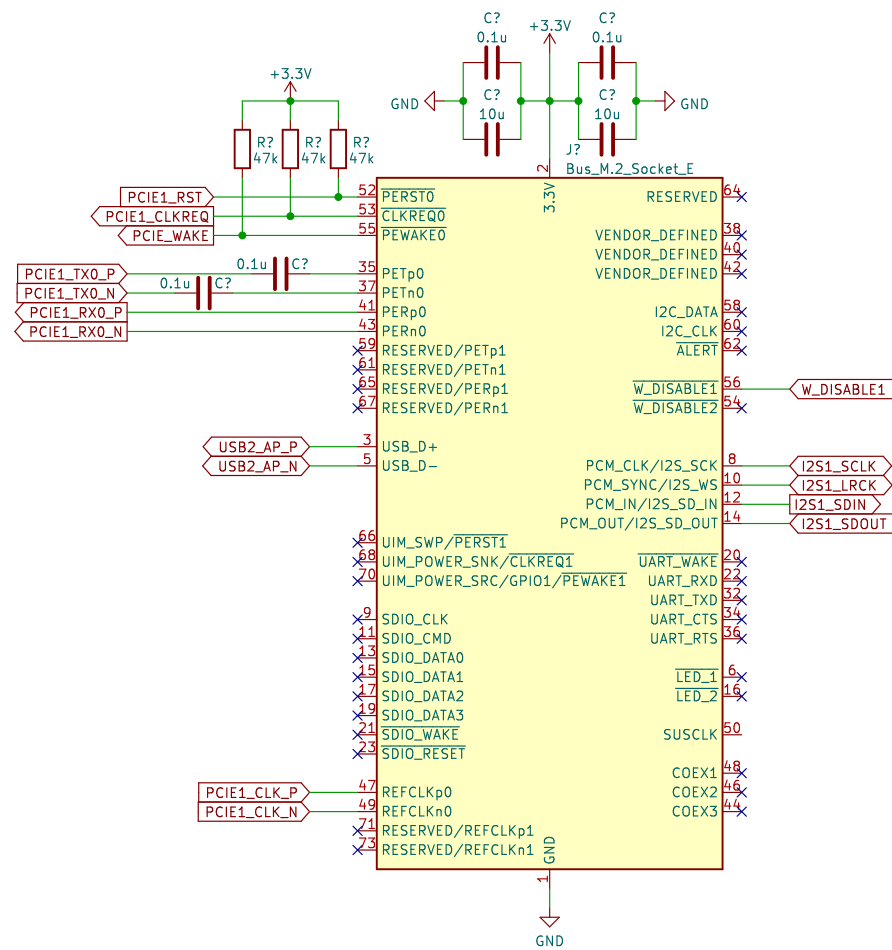 C?
0.1u
+3.3V
C?
0.1u
+3.3V
GND
C?
10u
C?
10u
GND
R?
47k
R?
47k
R?
47k
J?
Bus_M.2_Socket_E
2
3.3V
PCIE1_RST
52
PERST0
PCIE1_CLKREQ
53
CLKREQ0
PCIE_WAKE
55
PEWAKE0
0.1u
C?
PCIE1_TX0_P
35
PETp0
0.1u
C?
PCIE1_TX0_N
37
PETn0
PCIE1_RX0_P
41
PERp0
PCIE1_RX0_N
43
PERn0
59
RESERVED/PETp1
61
RESERVED/PETn1
65
RESERVED/PERp1
67
RESERVED/PERn1
USB2_AP_P
3
USB_D+
USB2_AP_N
5
USB_D-
66
UIM_SWP/PERST1
68
UIM_POWER_SNK/CLKREQ1
70
UIM_POWER_SRC/GPIO1/PEWAKE1
9
SDIO_CLK
11
SDIO_CMD
13
SDIO_DATA0
15
SDIO_DATA1
17
SDIO_DATA2
19
SDIO_DATA3
21
SDIO_WAKE
23
SDIO_RESET
PCIE1_CLK_P
47
REFCLKp0
PCIE1_CLK_N
49
REFCLKn0
71
RESERVED/REFCLKp1
73
RESERVED/REFCLKn1
RESERVED
64
VENDOR_DEFINED
38
VENDOR_DEFINED
40
VENDOR_DEFINED
42
I2C_DATA
58
I2C_CLK
60
ALERT
62
W_DISABLE1
56
W_DISABLE1
W_DISABLE2
54
PCM_CLK/I2S_SCK
8
I2S1_SCLK
PCM_SYNC/I2S_WS
10
I2S1_LRCK
PCM_IN/I2S_SD_IN
12
I2S1_SDIN
PCM_OUT/I2S_SD_OUT
14
I2S1_SDOUT
UART_WAKE
20
UART_RXD
22
UART_TXD
32
UART_CTS
34
UART_RTS
36
LED_1
6
LED_2
16
SUSCLK
50
COEX1
48
COEX2
46
COEX3
44
GND
1
GND